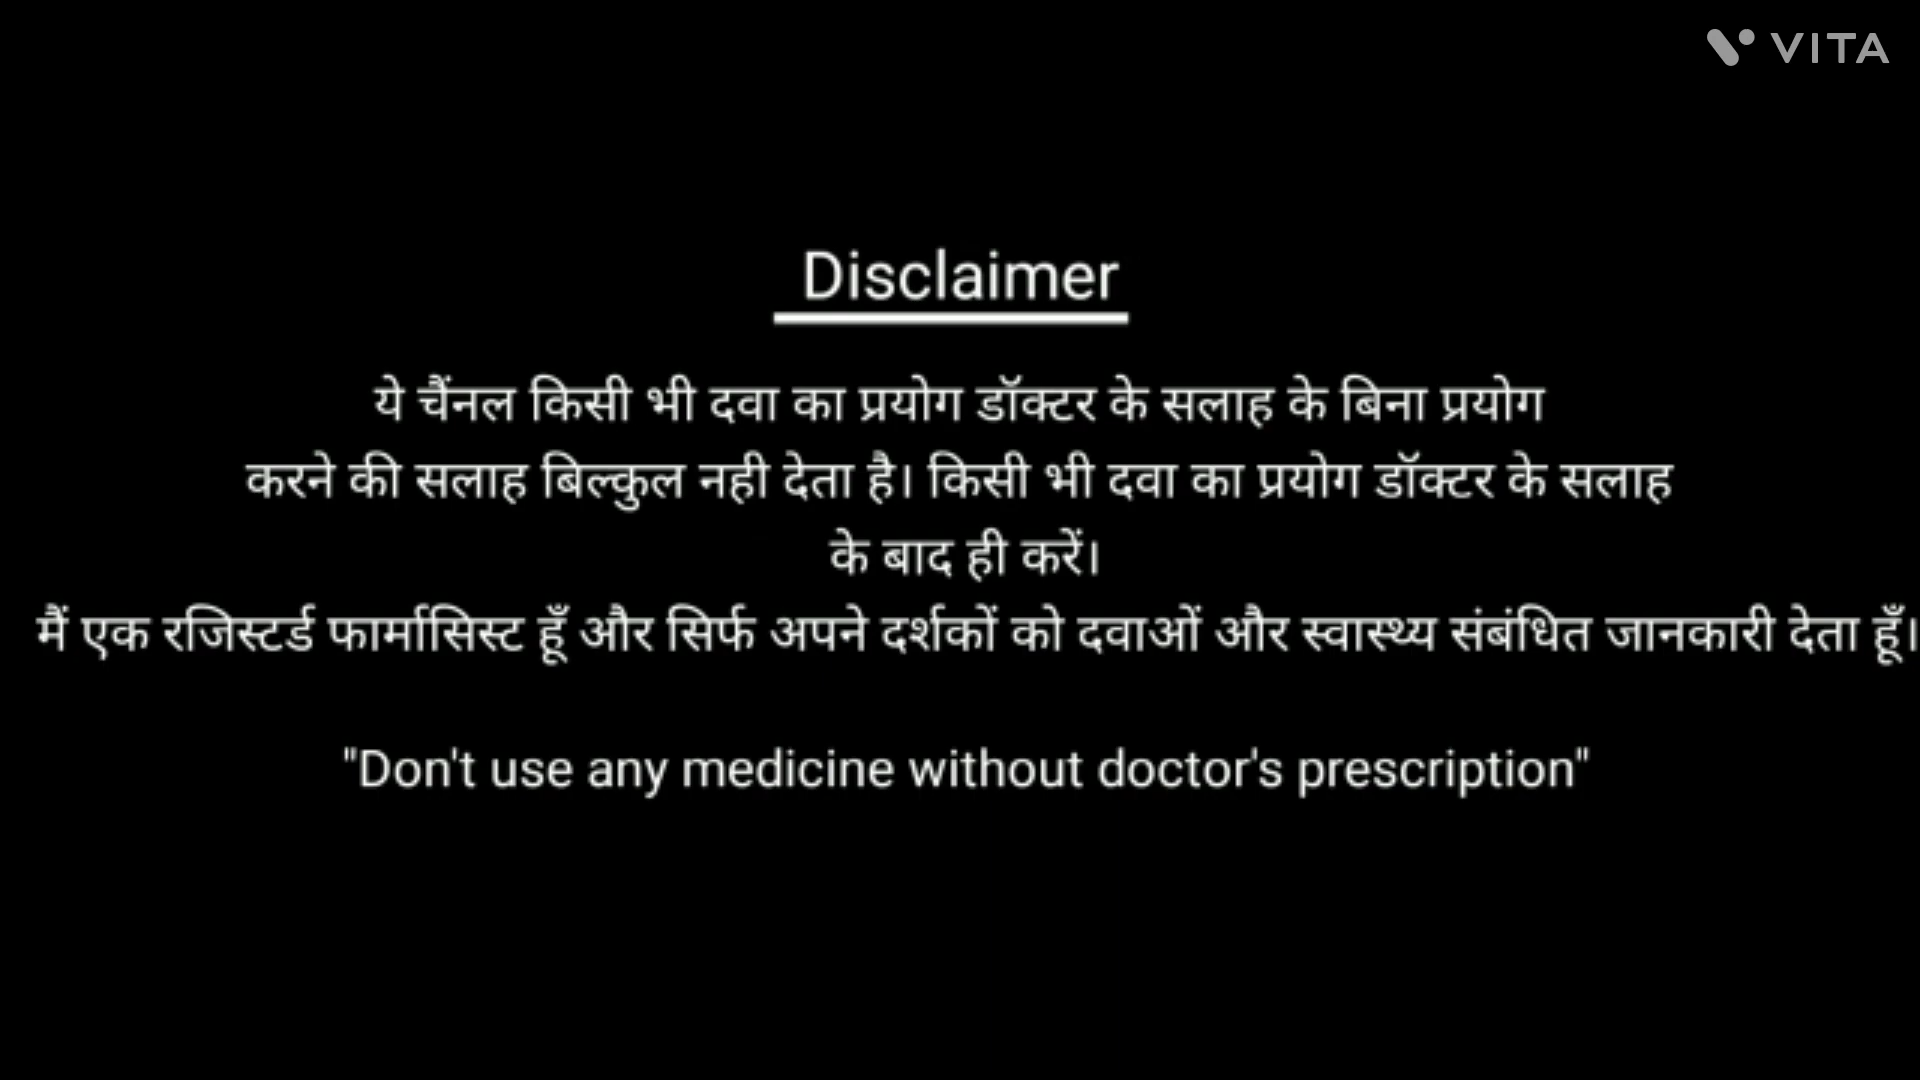 VITA
Disclaimer
ये चैंनल किसी भी दवा का प्रयोग डॉक्टर के सलाह के बिना प्रयोग
करने की सलाह बिल्कुल नही देता है। किसी भी दवा का प्रयोग डॉक्टर के सलाह
के बाद ही करें।
मैं एक रजिस्टर्ड फार्मासिस्ट हूँ और सिर्फ अपने दर्शकों को दवाओं और स्वास्थ्य संबंधित जानकारी देता हूँ।
"Don't use any medicine without doctor's prescription"